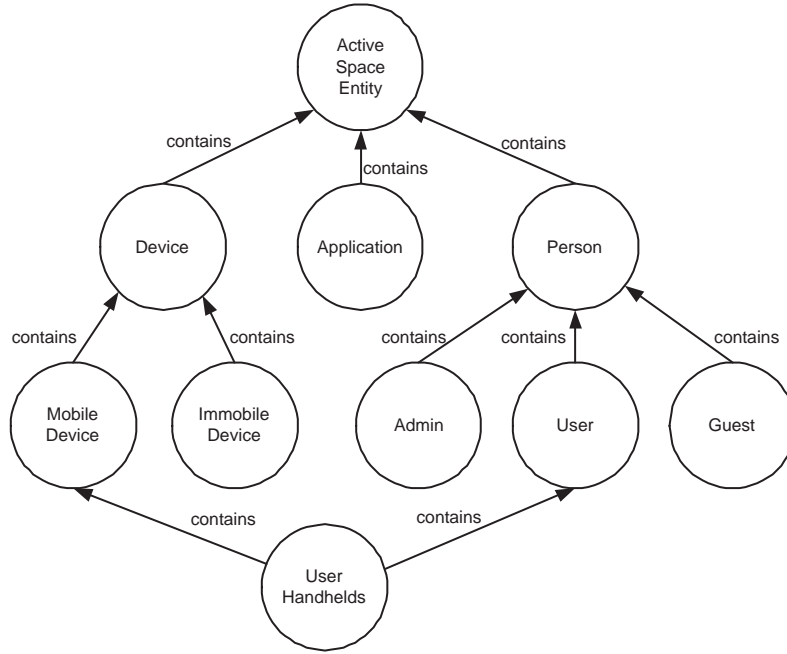 Active
Space
Entity
contains
contains
contains
Device
Application
Person
contains
contains
contains
contains
contains
Mobile
Device
Immobile
Device
Admin
User
Guest
contains
contains
User
Handhelds